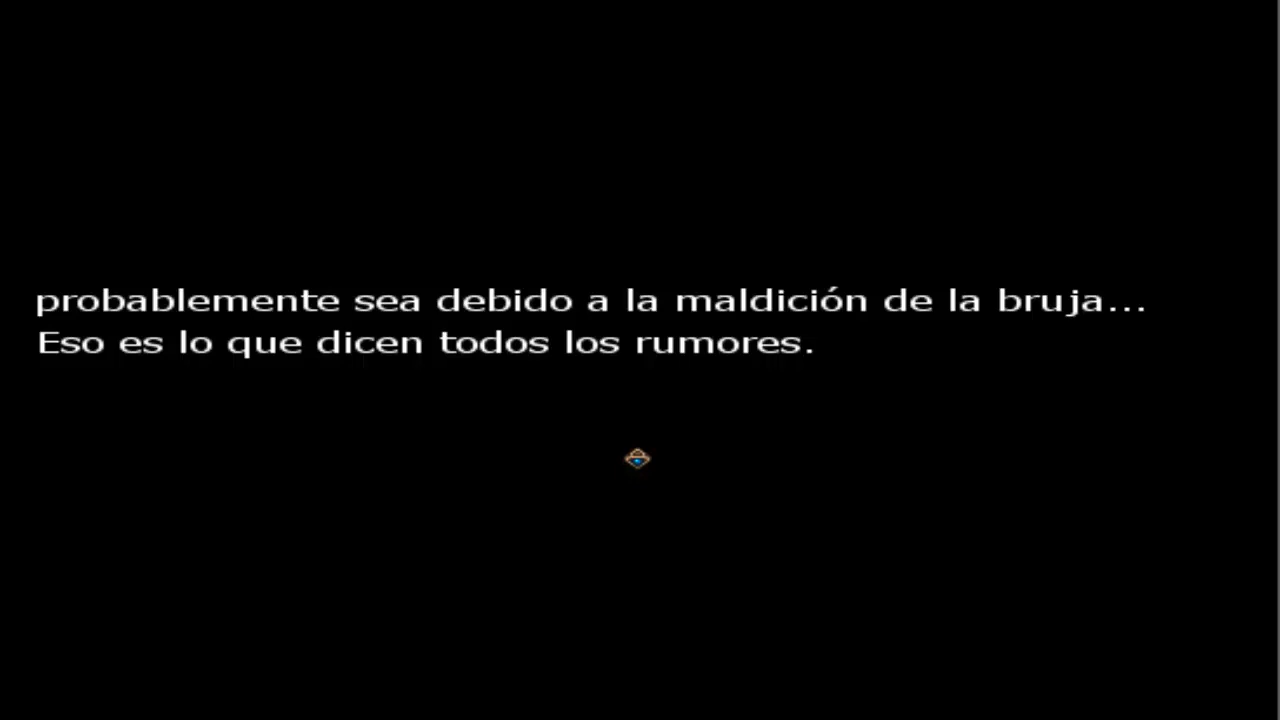 probablemente sea debido a la maldición de la bruja...
Eso es lo que dicen todos los rumores.